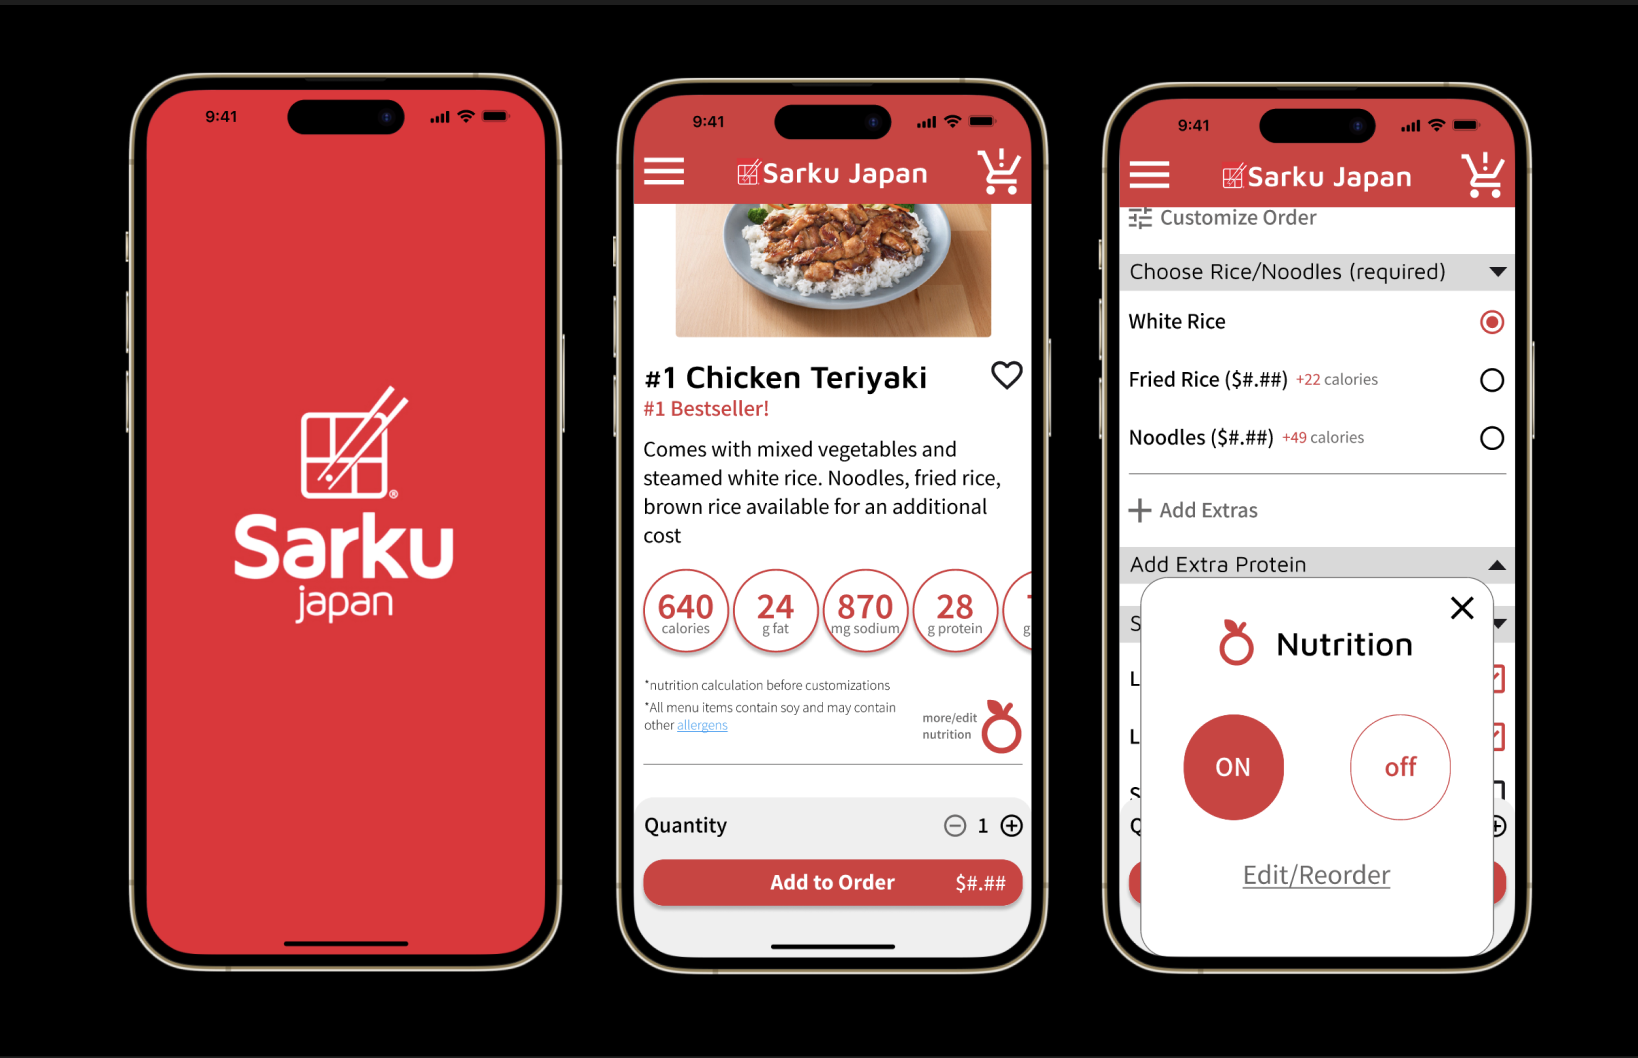 9:41
Sarku
japan
9:41
Sarku Japan
#1 Chicken Teriyaki
#1 Bestseller!
Comes with mixed vegetables and
steamed white rice. Noodles, fried rice,
brown rice available for an additional
cost
640
calories
24
g fat
870
mg sodium
28
g protein
g
*nutrition calculation before customizations
*All menu items contain soy and may contain
other allergens
more/edit
nutrition
Quantity
1
Add to Order $#.##
9:41
Sarku Japan
Customize Order
Choose Rice/Noodles (required)
White Rice
Fried Rice ($#.##) +22 calories
Noodles ($#.##) +49 calories
Add Extras
Add Extra Protein
S
L
L
S
Q
Nutrition
ON
off
Edit/Reorder